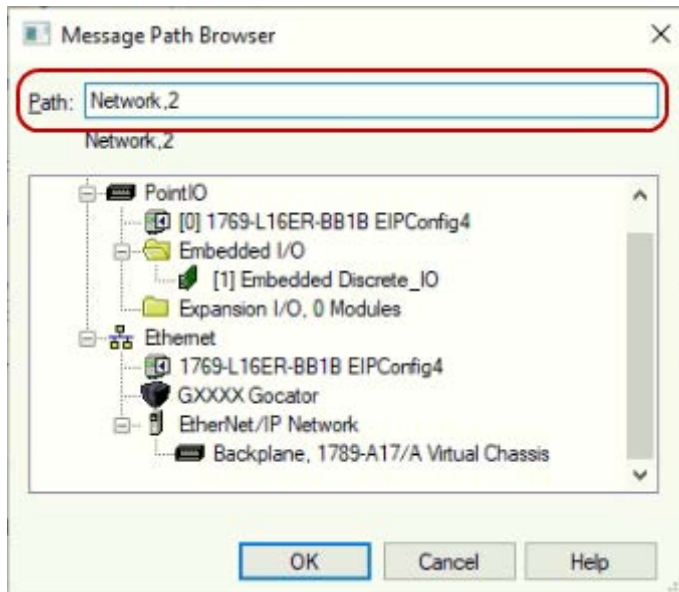 Message Path Browser
Path: Network,2
Network,2
PointIO
[0] 1769-L16ER-BB1B EIPConfig4
Embedded I/O
[1] Embedded Discrete_IO
Expansion I/O, 0 Modules
Ethernet
1769-L16ER-BB1B EIPConfig4
GXXXX Gocator
EtherNet/IP Network
Backplane, 1789-A17/A Virtual Chassis
OK Cancel Help